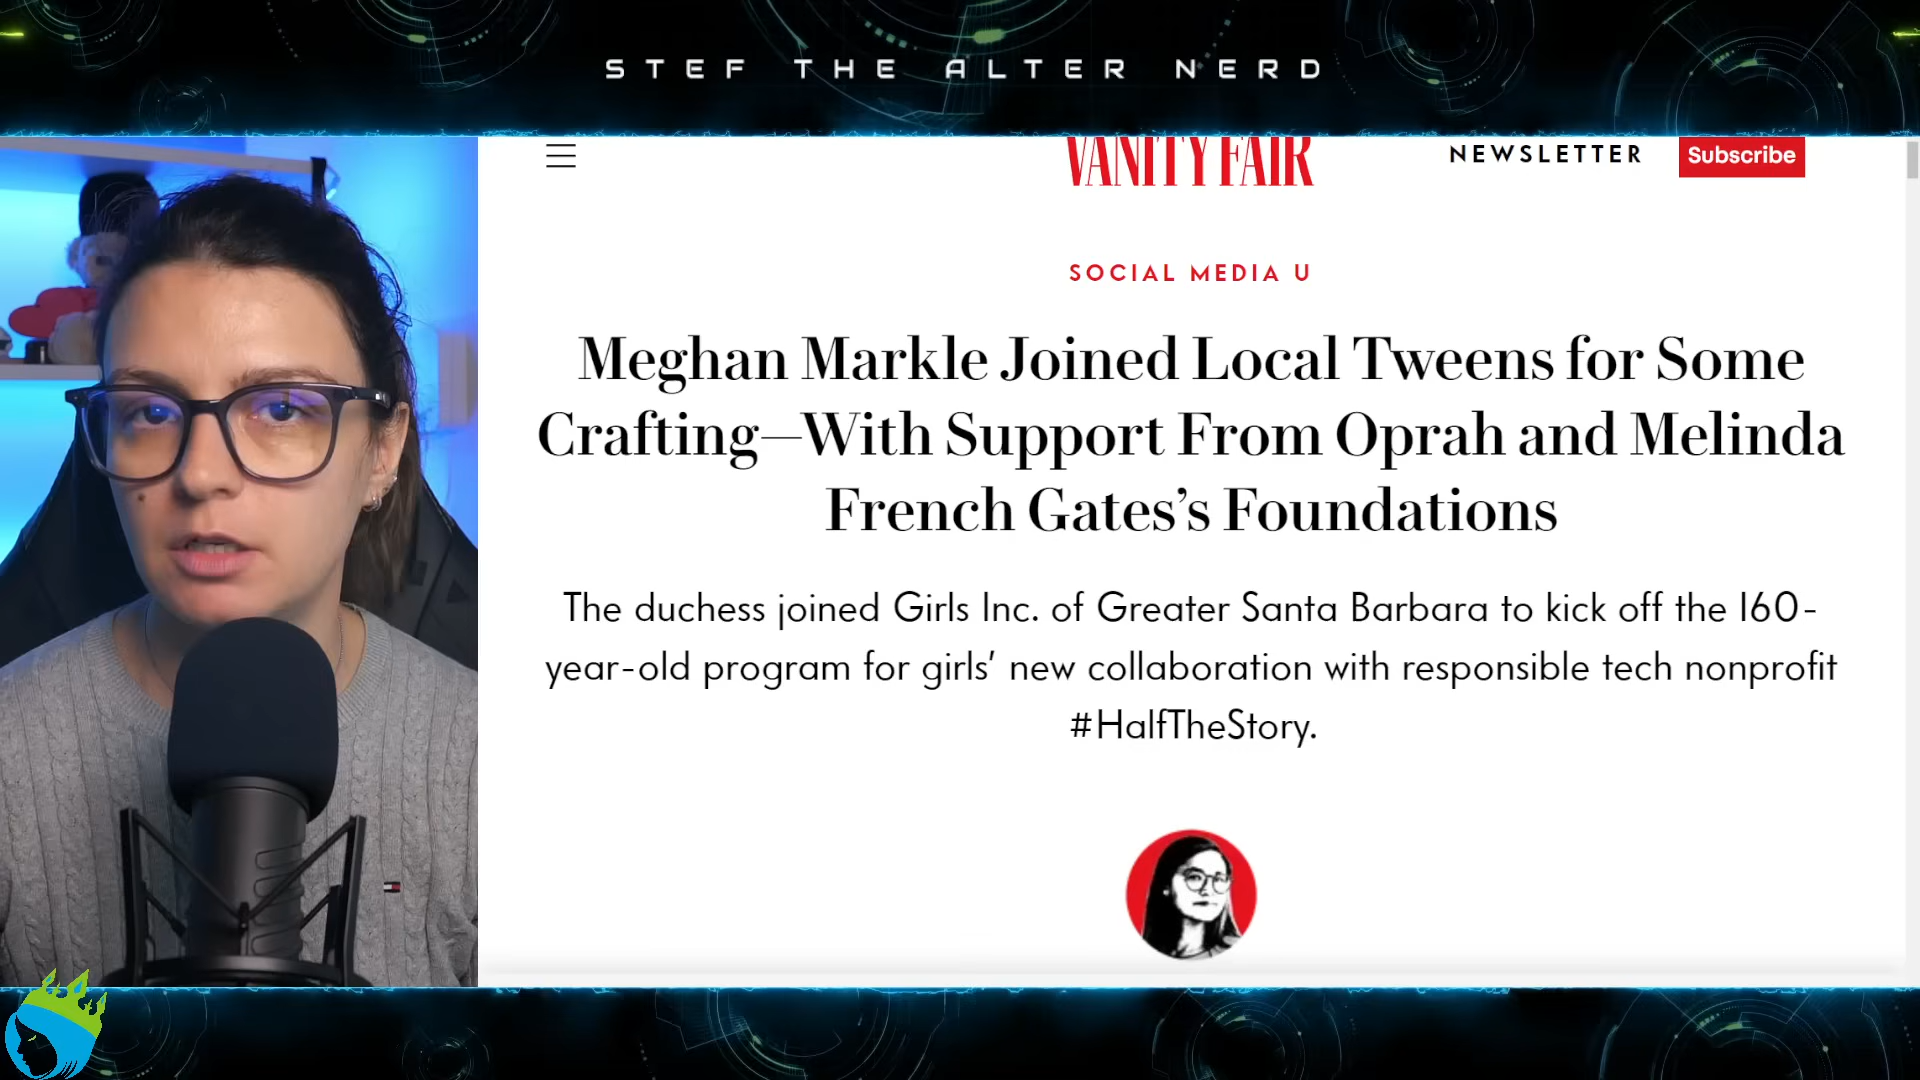 STEF THE ALTER NERD
VANITY FAIR
NEWSLETTER
Subscribe
SOCIAL MEDIA U
Meghan Markle Joined Local Tweens for Some
Crafting—With Support From Oprah and Melinda
French Gates’s Foundations
The duchess joined Girls Inc. of Greater Santa Barbara to kick off the 160-
year-old program for girls’ new collaboration with responsible tech nonprofit
#HalfTheStory.